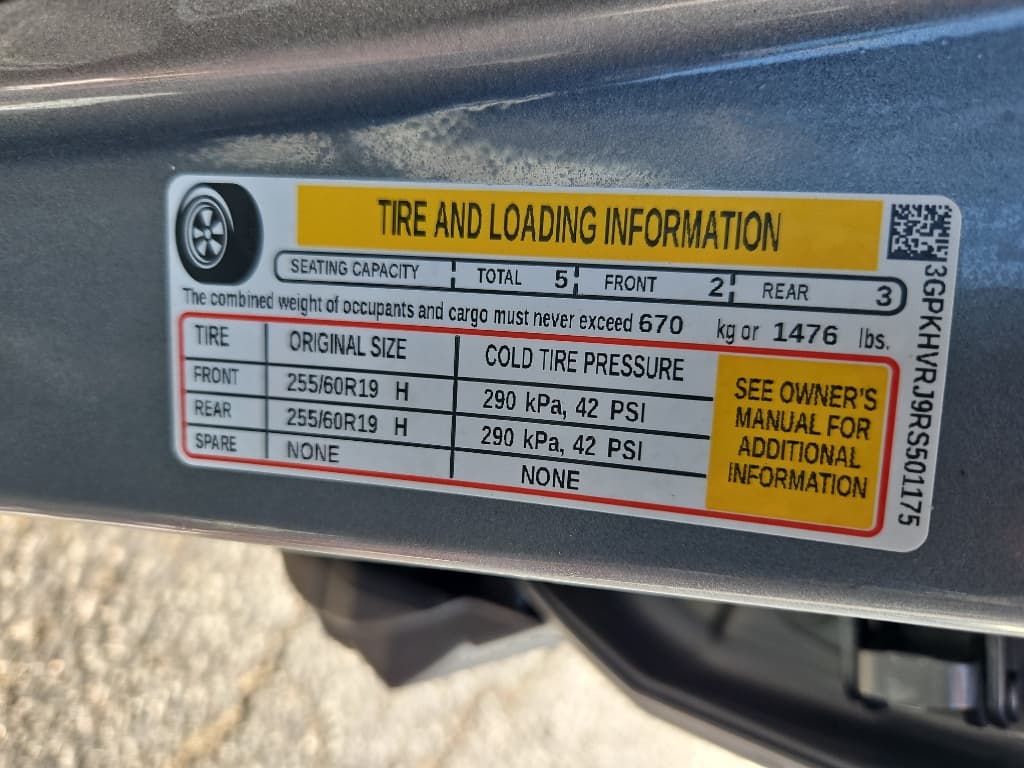 TIRE AND LOADING INFORMATION
SEATING CAPACITY TOTAL 5 FRONT 2 REAR 3
The combined weight of occupants and cargo must never exceed 670 kg or 1476 lbs.
TIRE ORIGINAL SIZE COLD TIRE PRESSURE
FRONT 255/60R19 H 290 kPa, 42 PSI
REAR 255/60R19 H 290 kPa, 42 PSI
SPARE NONE NONE
SEE OWNER'S
MANUAL FOR
ADDITIONAL
INFORMATION
3GPKHVRJ9RS501175